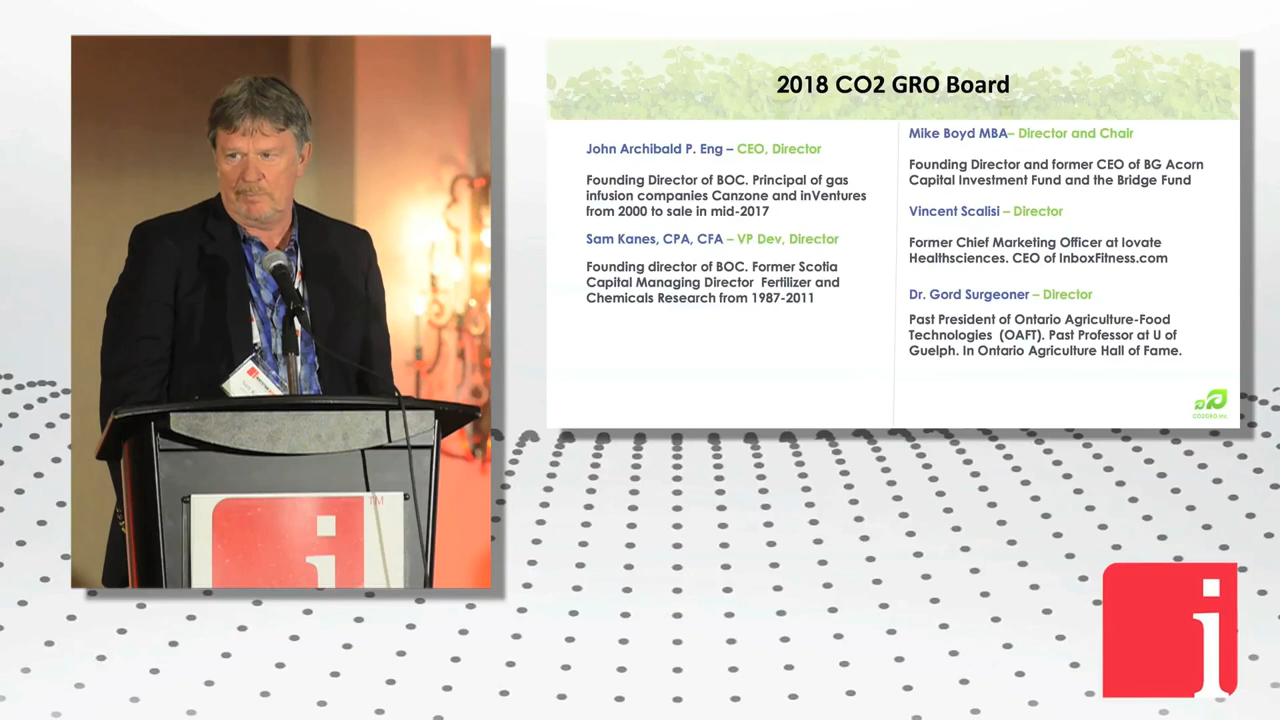 2018 CO2 GRO Board
John Archibald P. Eng – CEO, Director
Founding Director of BOC. Principal of gas
infusion companies Canzone and inVentures
from 2000 to sale in mid-2017
Sam Kanes, CPA, CFA – VP Dev, Director
Founding director of BOC. Former Scotia
Capital Managing Director Fertilizer and
Chemicals Research from 1987-2011
Mike Boyd MBA– Director and Chair
Founding Director and former CEO of BG Acorn
Capital Investment Fund and the Bridge Fund
Vincent Scalisi – Director
Former Chief Marketing Officer at Iovate
Healthsciences. CEO of InboxFitness.com
Dr. Gord Surgeoner – Director
Past President of Ontario Agriculture-Food
Technologies (OAFT). Past Professor at U of
Guelph. In Ontario Agriculture Hall of Fame.
CO2GRO Inc.
i
TM
i